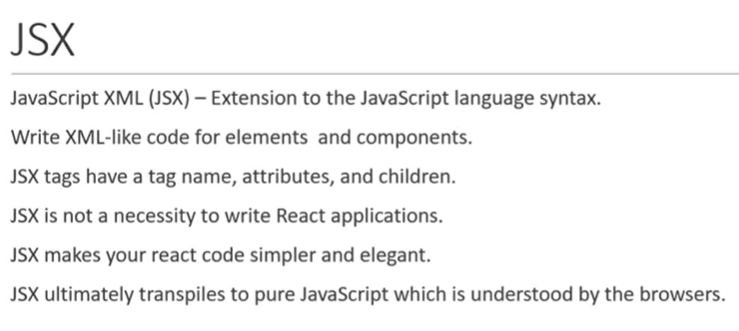 JSX
JavaScript XML (JSX) – Extension to the JavaScript language syntax.
Write XML-like code for elements and components.
JSX tags have a tag name, attributes, and children.
JSX is not a necessity to write React applications.
JSX makes your react code simpler and elegant.
JSX ultimately transpiles to pure JavaScript which is understood by the browsers.